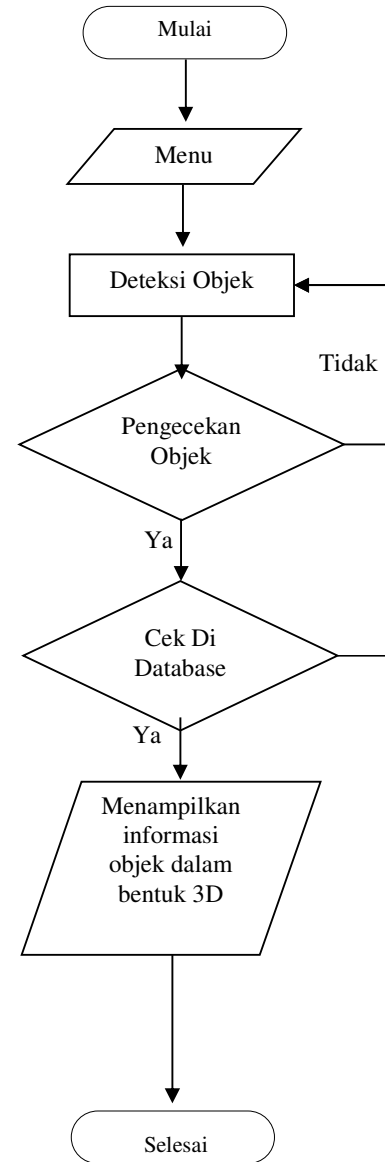 Mulai
Menu
Deteksi Objek
Tidak
Pengecekan
Objek
Ya
Cek Di
Database
Ya
Menampilkan
informasi
objek dalam
bentuk 3D
Selesai